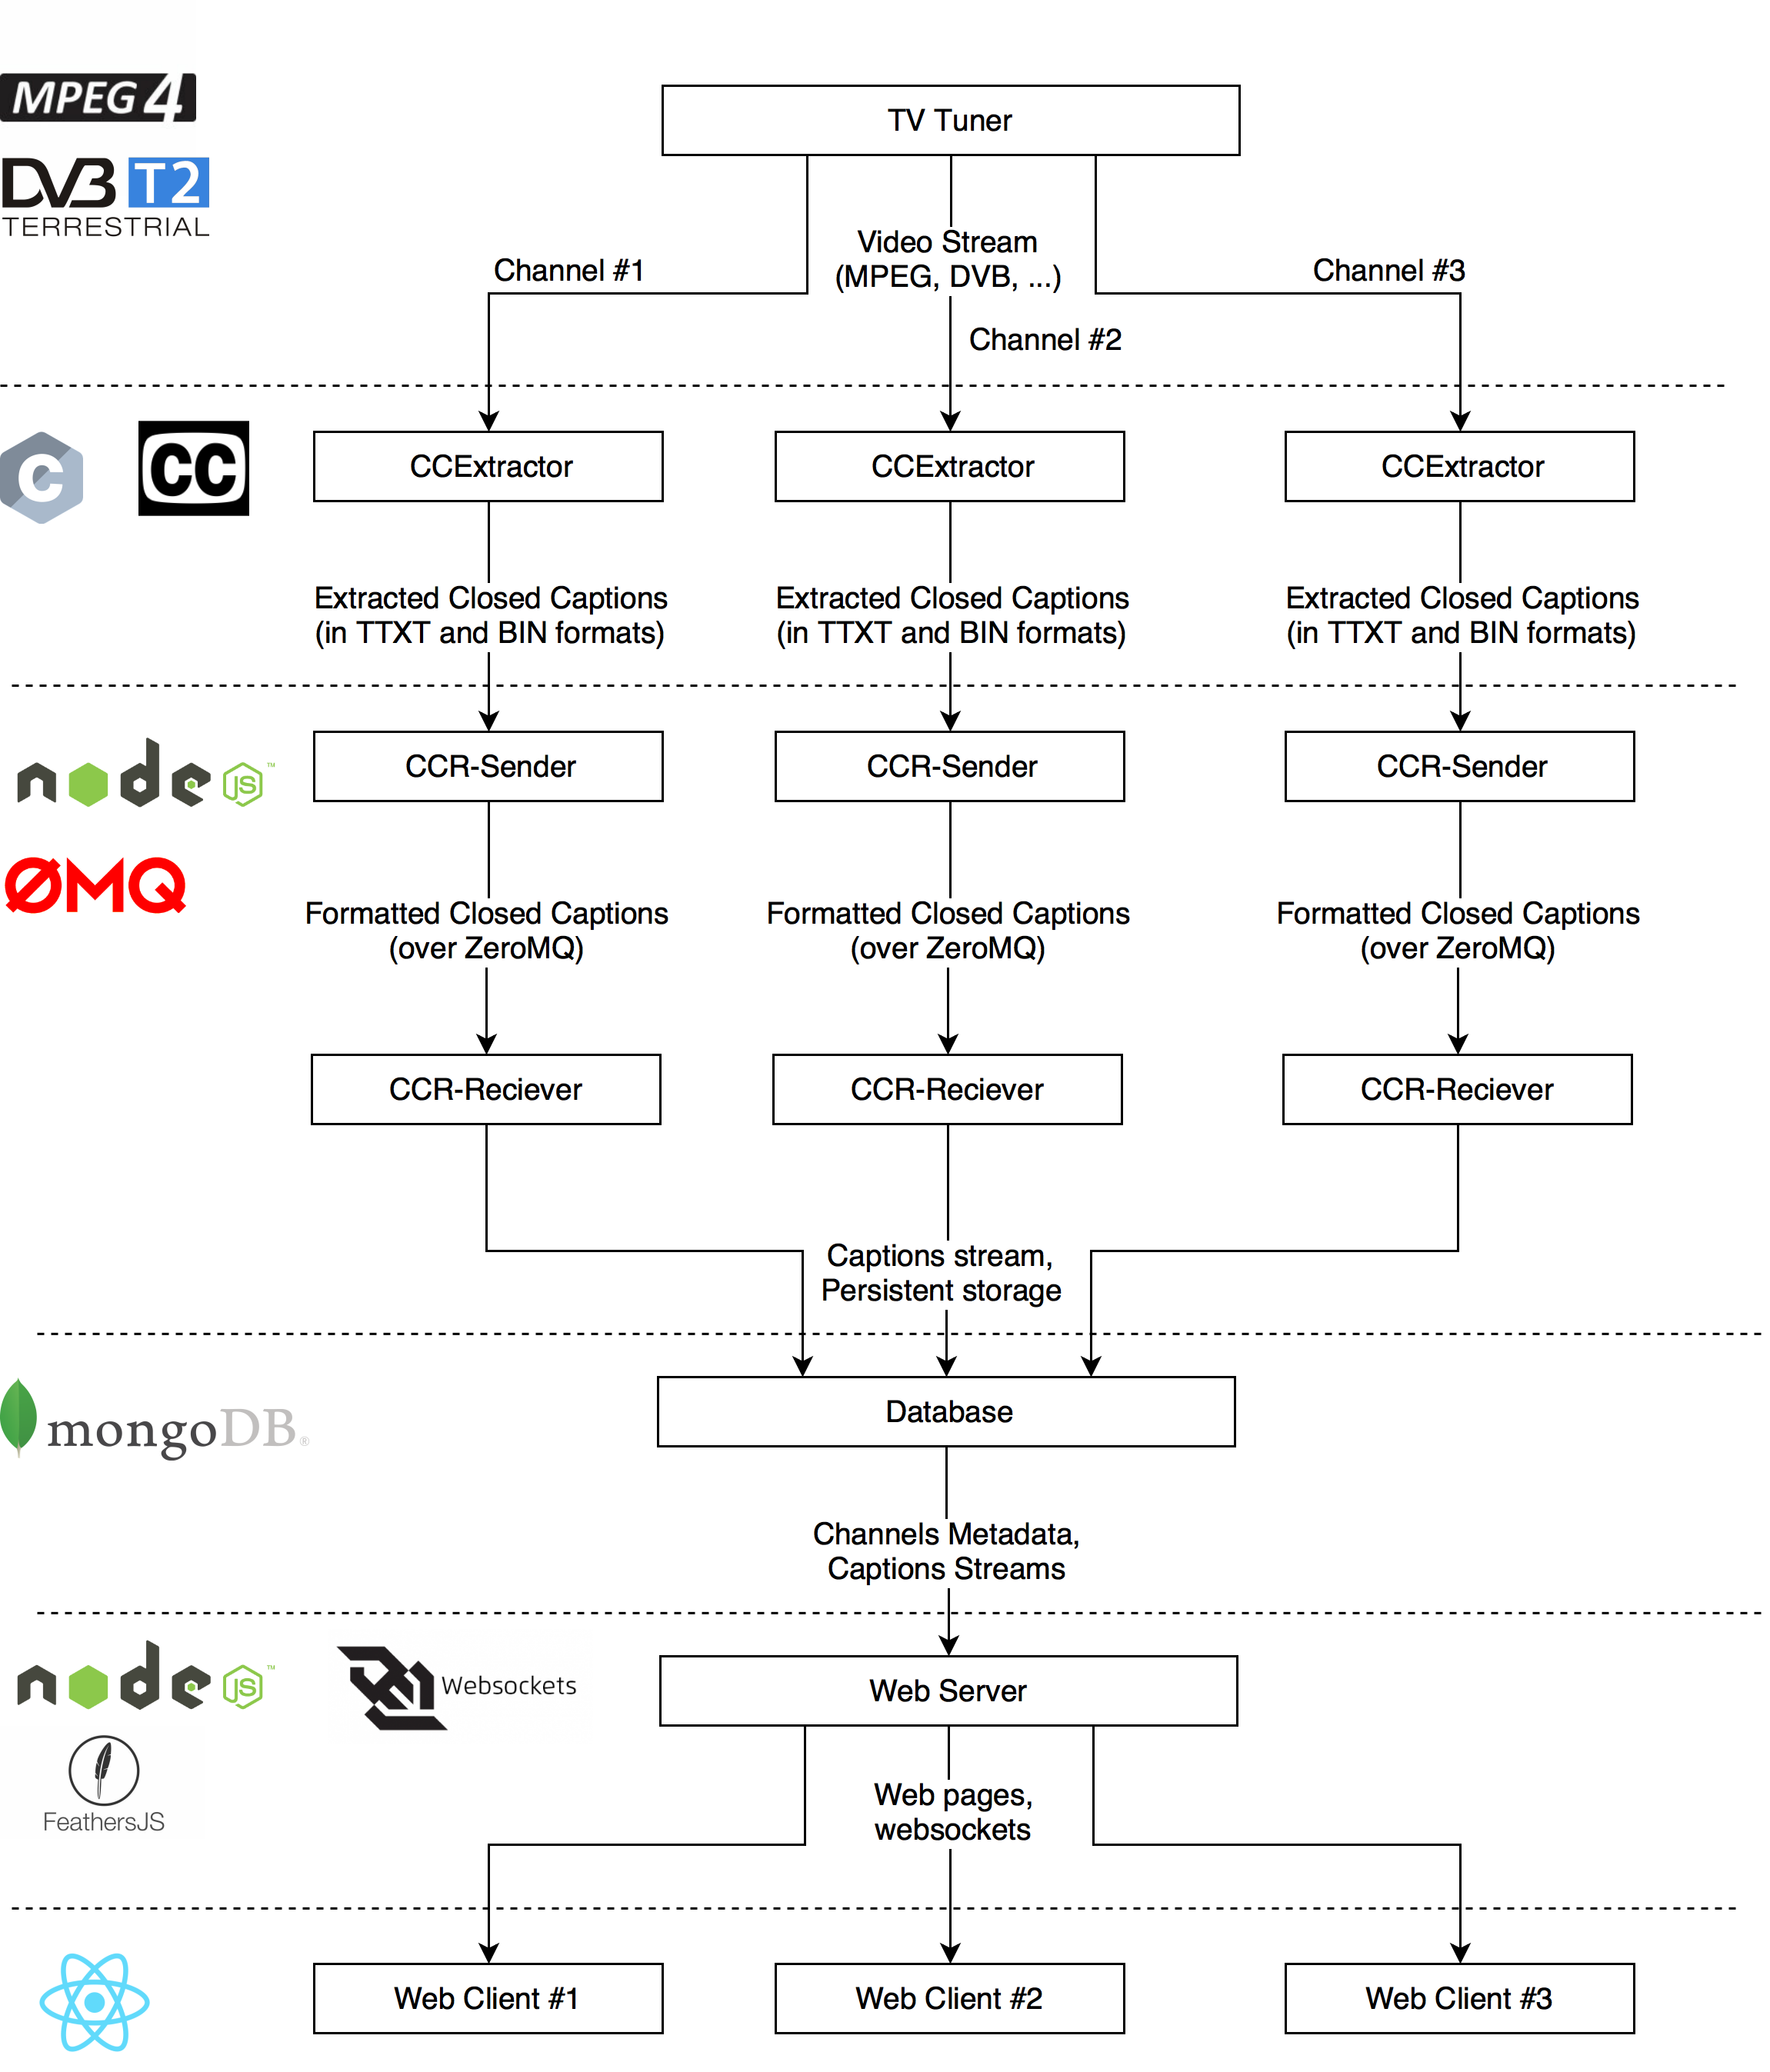 MPEG 4
DVB T2
TERRESTRIAL
TV Tuner
Channel #1
Video Stream
(MPEG, DVB, ...)
Channel #3
Channel #2
C
CC
CCExtractor
CCExtractor
CCExtractor
Extracted Closed Captions
(in TTXT and BIN formats)
Extracted Closed Captions
(in TTXT and BIN formats)
Extracted Closed Captions
(in TTXT and BIN formats)
node JS™
ØMQ
CCR-Sender
CCR-Sender
CCR-Sender
Formatted Closed Captions
(over ZeroMQ)
Formatted Closed Captions
(over ZeroMQ)
Formatted Closed Captions
(over ZeroMQ)
CCR-Reciever
CCR-Reciever
CCR-Reciever
Captions stream,
Persistent storage
mongoDB®
Database
Channels Metadata,
Captions Streams
node JS™
Websockets
FeathersJS
Web Server
Web pages,
websockets
Web Client #1
Web Client #2
Web Client #3